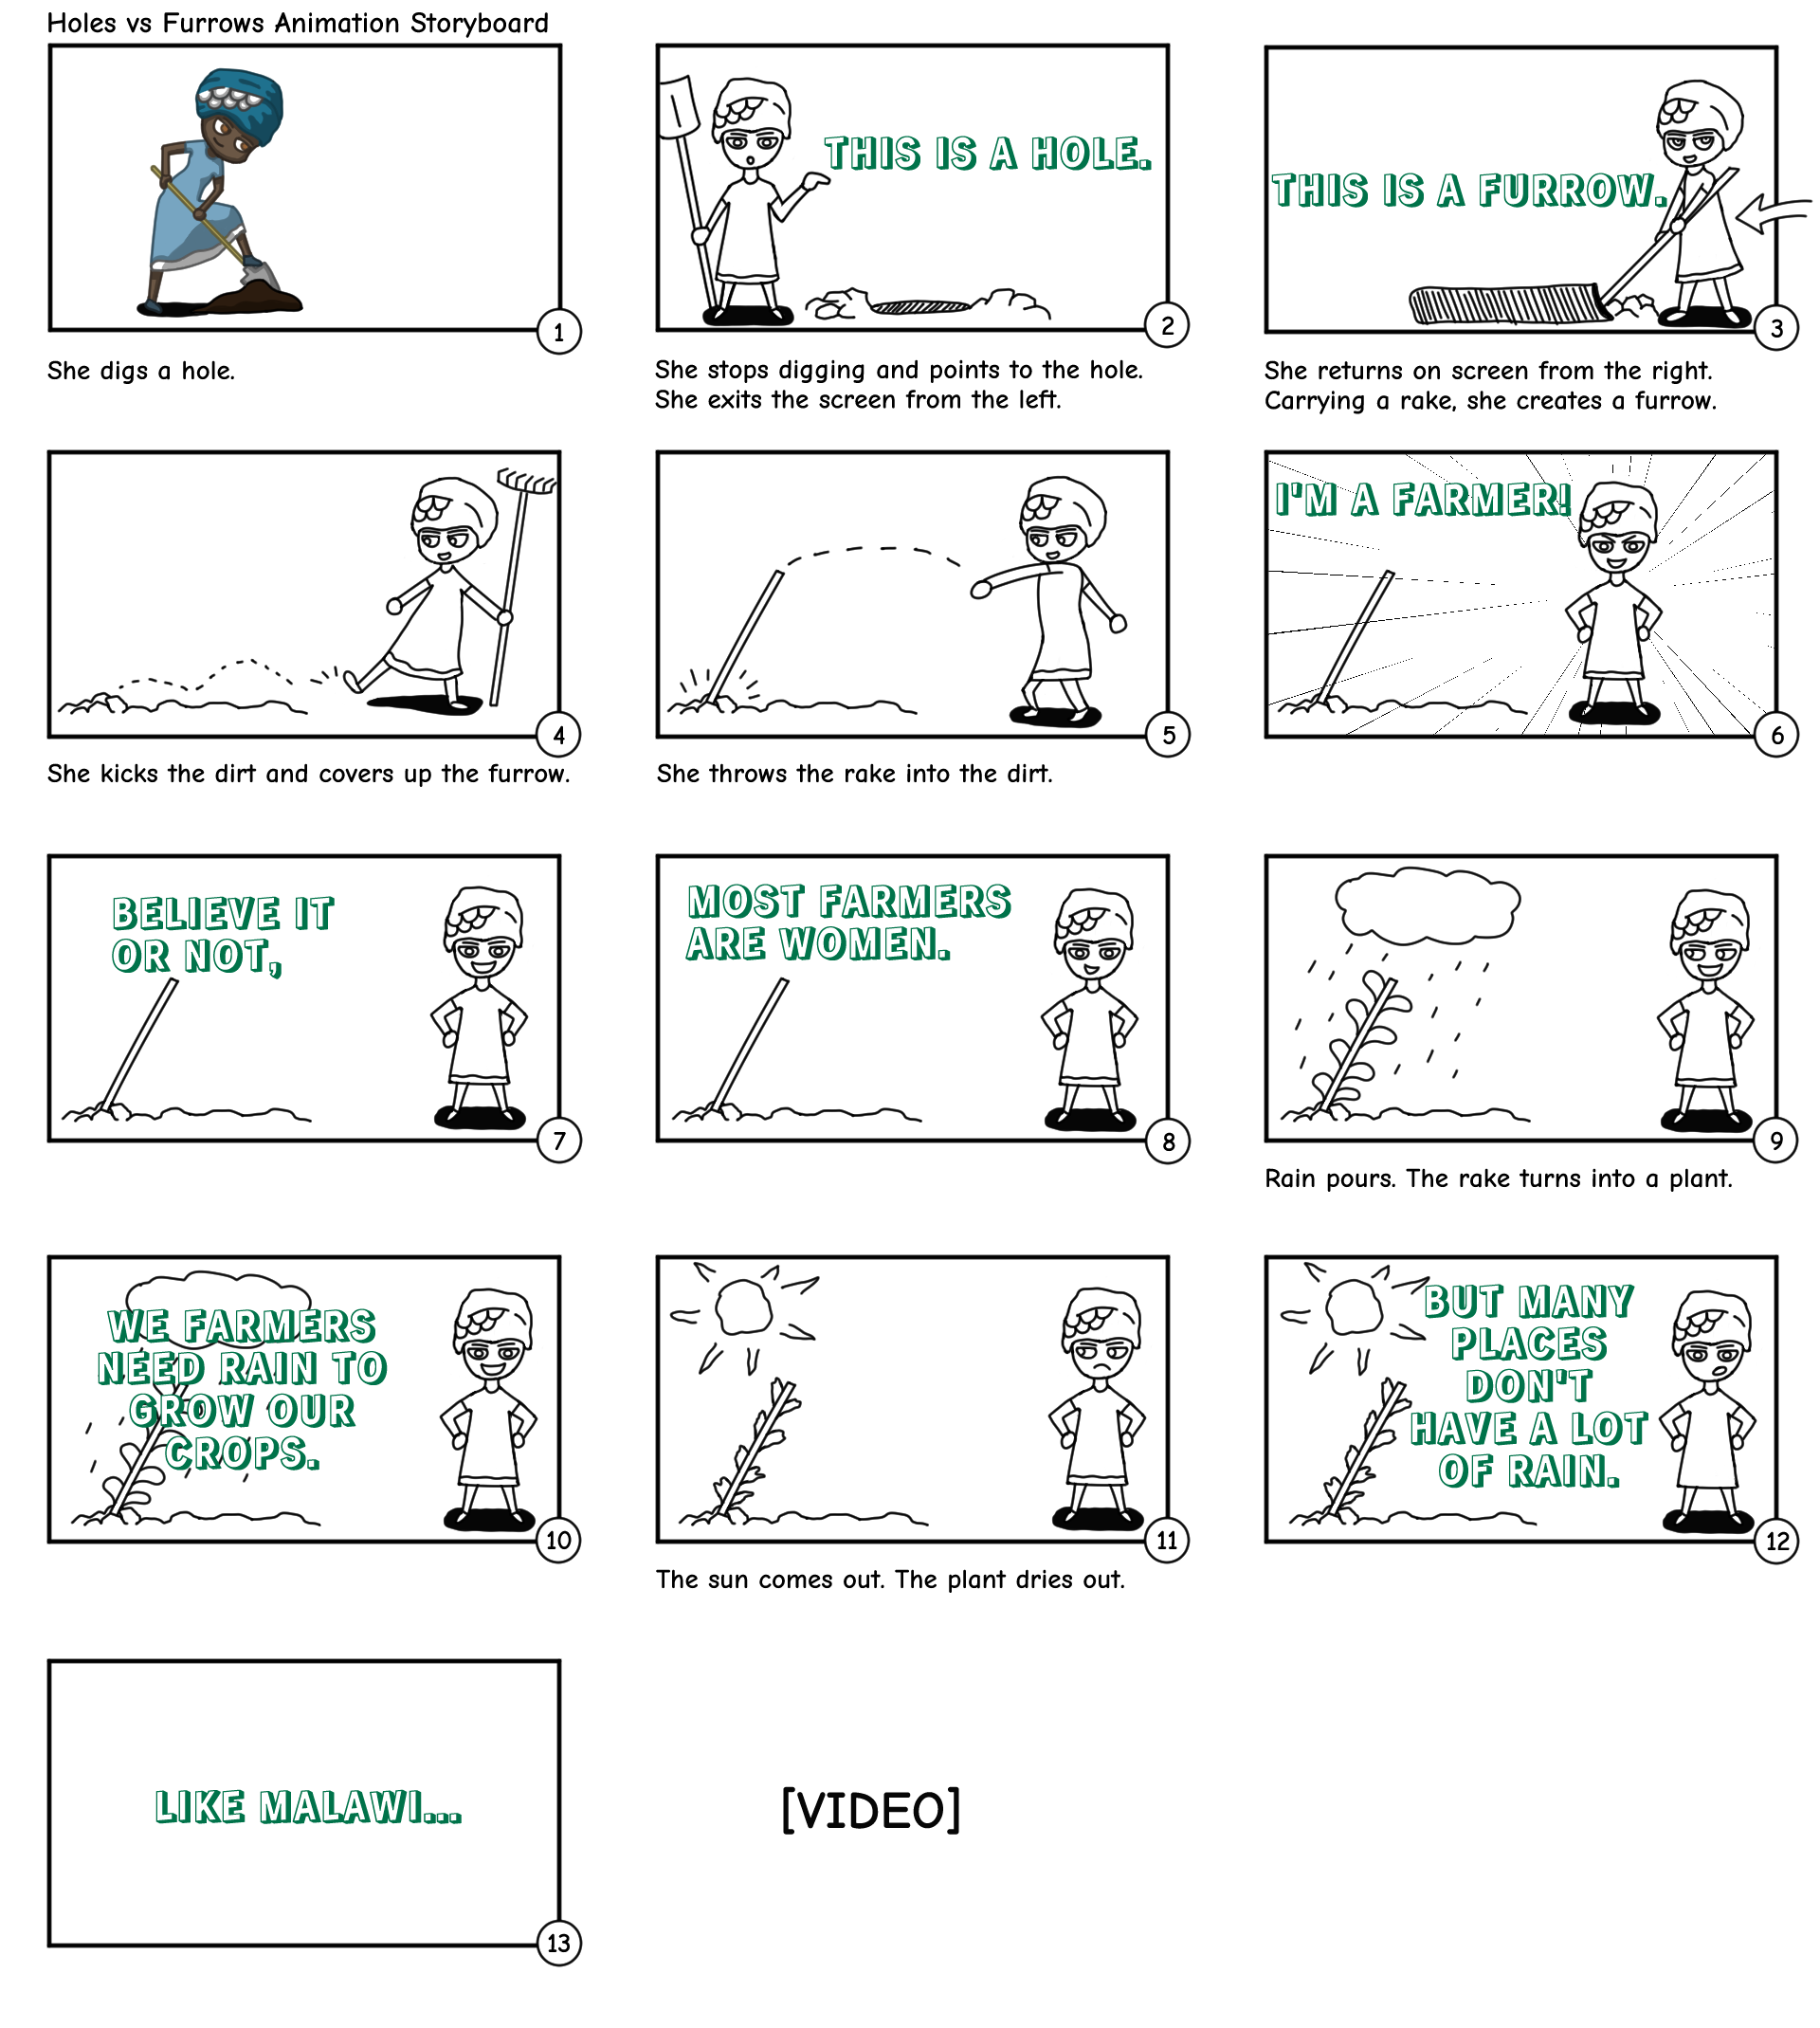 Holes vs Furrows Animation Storyboard
1
She digs a hole.
THIS IS A HOLE.
2
She stops digging and points to the hole.
She exits the screen from the left.
THIS IS A FURROW.
3
She returns on screen from the right.
Carrying a rake, she creates a furrow.
4
She kicks the dirt and covers up the furrow.
5
She throws the rake into the dirt.
I'M A FARMER!
6
BELIEVE IT
OR NOT,
7
MOST FARMERS
ARE WOMEN.
8
9
Rain pours. The rake turns into a plant.
WE FARMERS
NEED RAIN TO
GROW OUR
CROPS.
10
11
The sun comes out. The plant dries out.
BUT MANY
PLACES
DON'T
HAVE A LOT
OF RAIN.
12
LIKE MALAWI...
13
[VIDEO]